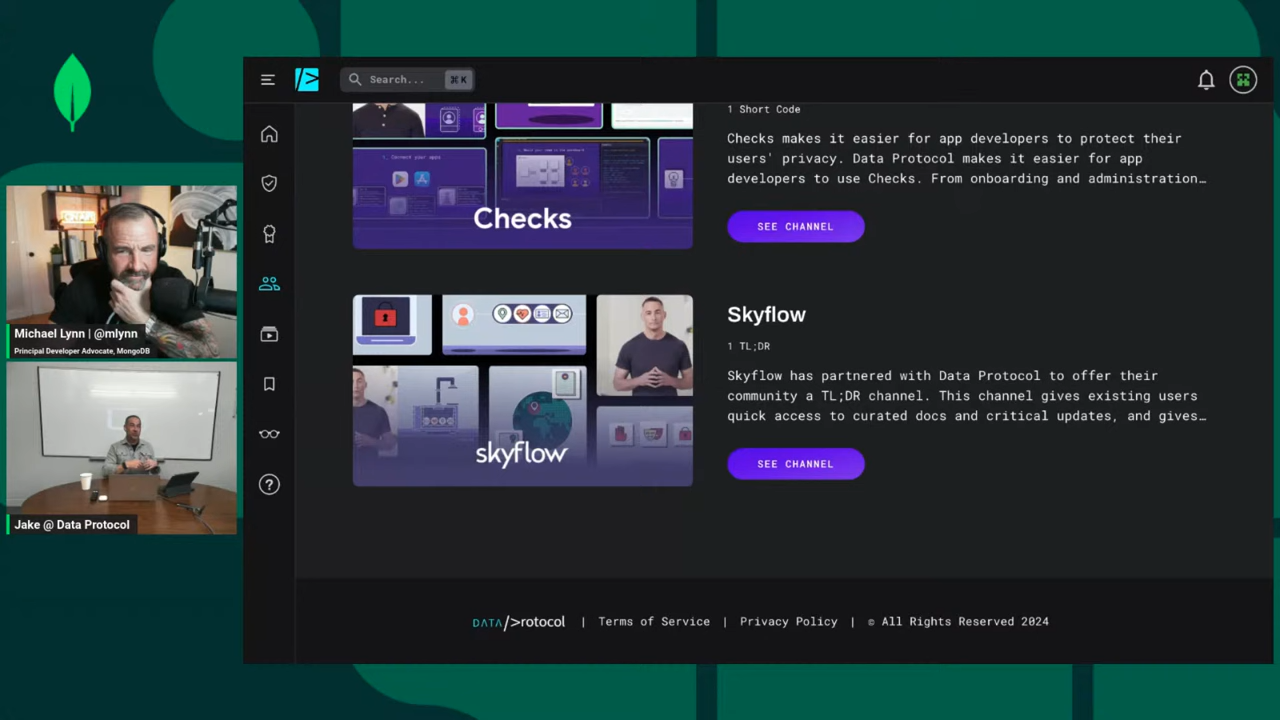 Search...
⌘ K
1 Short Code
Checks makes it easier for app developers to protect their
users' privacy. Data Protocol makes it easier for app
developers to use Checks. From onboarding and administration…
Checks
SEE CHANNEL
Skyflow
1 TL;DR
Skyflow has partnered with Data Protocol to offer their
community a TL;DR channel. This channel gives existing users
quick access to curated docs and critical updates, and gives…
skyflow
SEE CHANNEL
Michael Lynn | @mlynn
Principal Developer Advocate, MongoDB
Jake @ Data Protocol
DATA/>rotocol | Terms of Service | Privacy Policy | © All Rights Reserved 2024